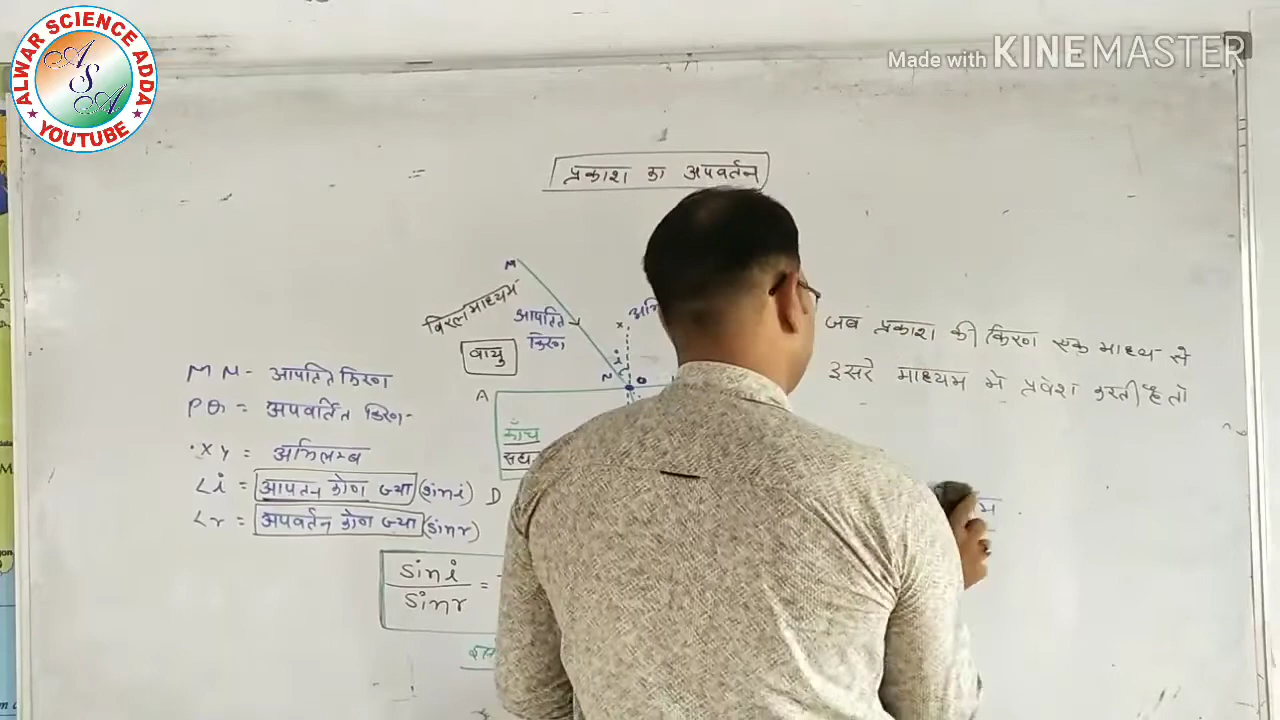 ALWAR SCIENCE ADDA
ASA
YOUTUBE
Made with KINEMASTER
प्रकाश का अपवर्तन
M
विरल माध्यम
आपतित
किरण
वायु
x
i
N
O
A
काँच
D
MN - आपतित किरण
PQ = अपवर्तित किरण
XY = अभिलम्ब
∠i = आपतन कोण ज्या (sin i)
∠r = अपवर्तन कोण ज्या (sin r)
sin i
sin r
=
जब प्रकाश की किरण एक माध्य से
दुसरे माध्यम में प्रवेश करती है तो